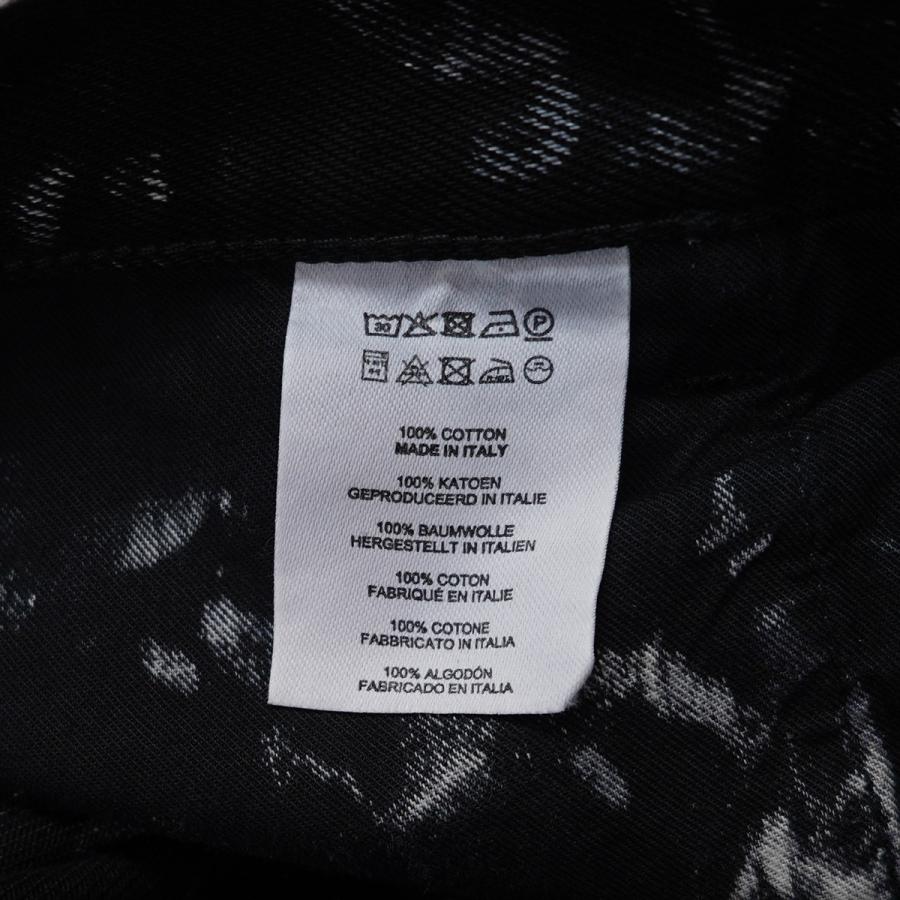 30 P
100% COTTON
MADE IN ITALY
100% KATOEN
GEPRODUCEERD IN ITALIE
100% BAUMWOLLE
HERGESTELLT IN ITALIEN
100% COTON
FABRIQUÉ EN ITALIE
100% COTONE
FABBRICATO IN ITALIA
100% ALGODÓN
FABRICADO EN ITALIA